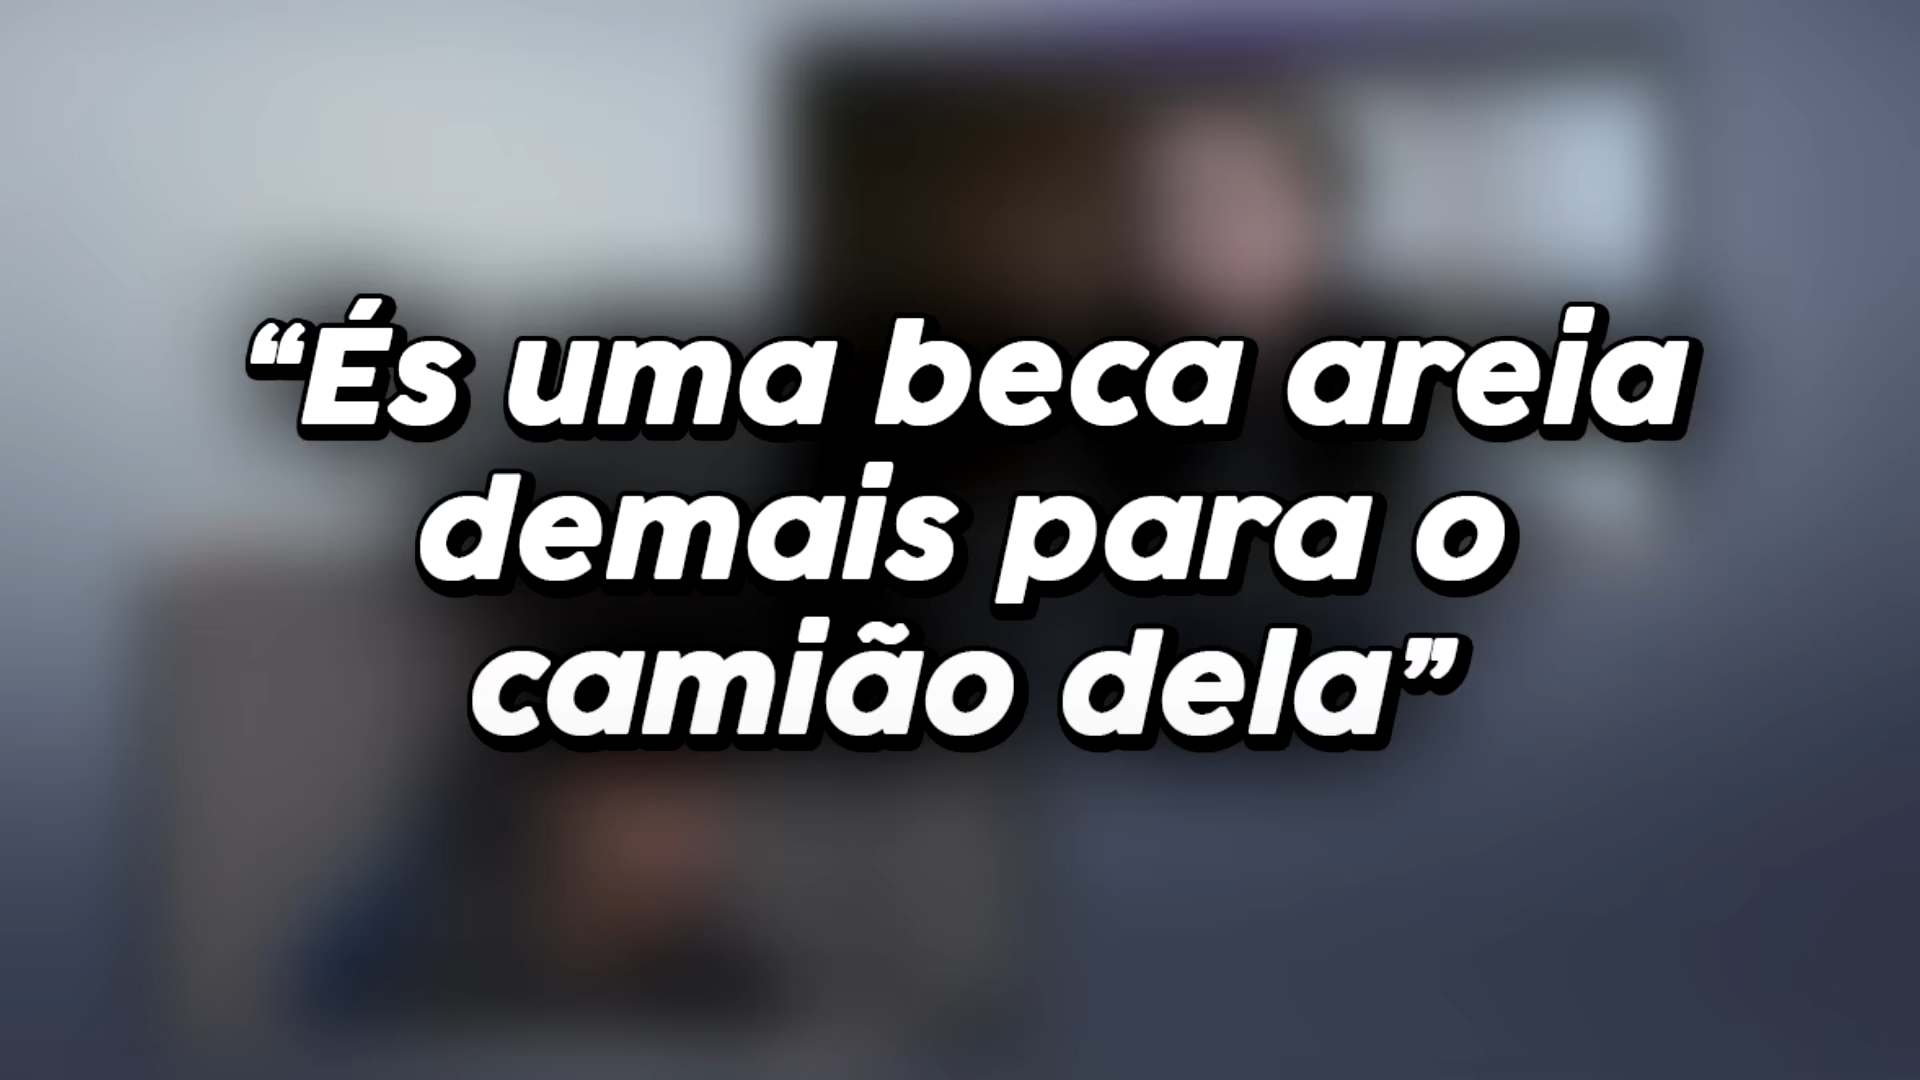 “És uma beca areia
demais para o
camião dela”